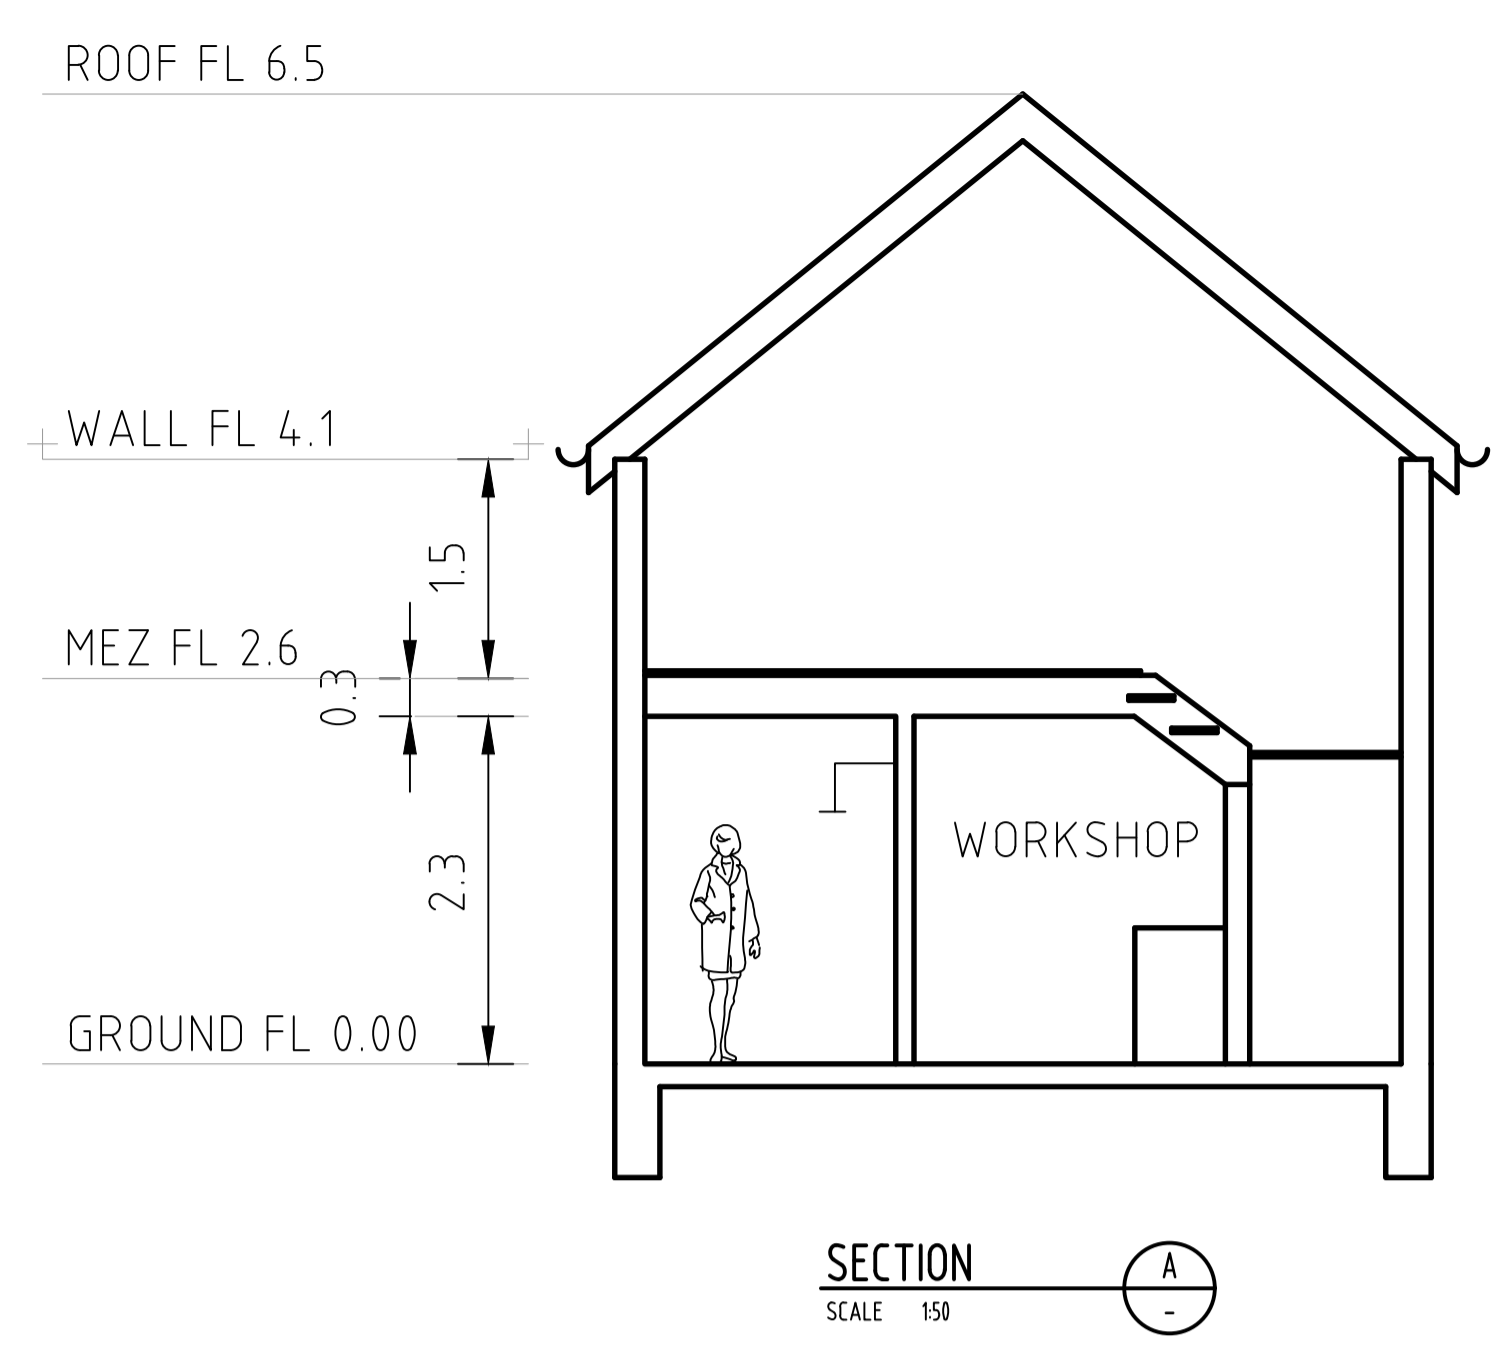 ROOF FL 6.5
WALL FL 4.1
1.5
MEZ FL 2.6
0.3
WORKSHOP
2.3
GROUND FL 0.00
SECTION
A
SCALE 1:50
-